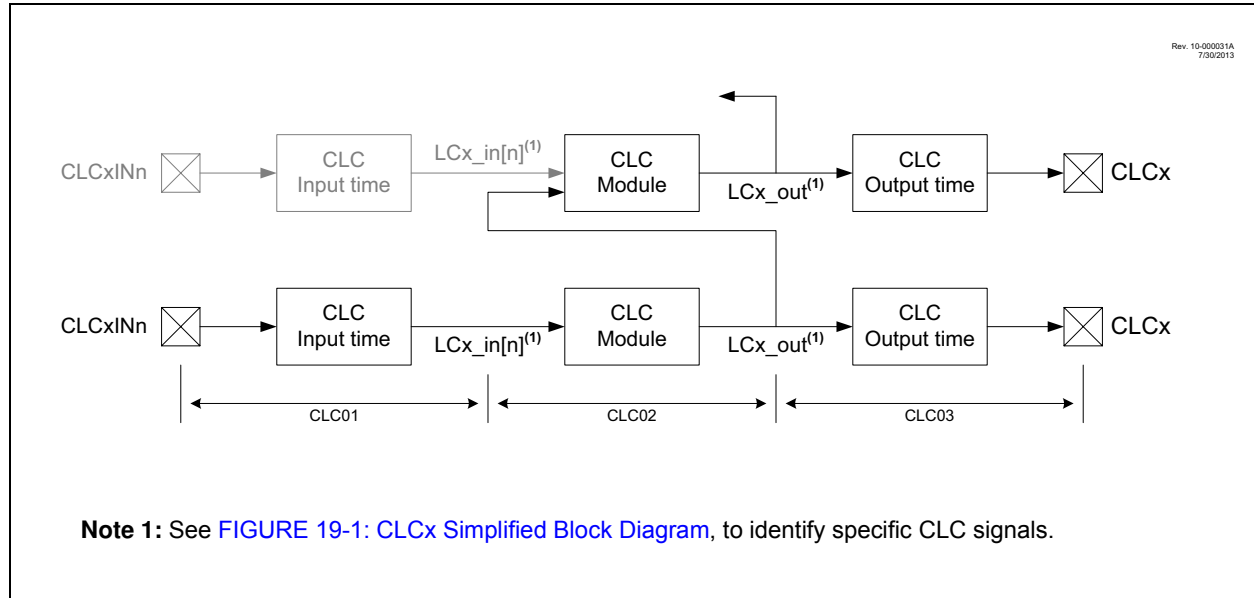 Rev. 10-000031A
7/30/2013
CLCxINn
CLC
Input time
LCx_in[n](1)
CLC
Module
LCx_out(1)
CLC
Output time
CLCx
CLCxINn
CLC
Input time
LCx_in[n](1)
CLC
Module
LCx_out(1)
CLC
Output time
CLCx
CLC01
CLC02
CLC03
Note 1: See FIGURE 19-1: CLCx Simplified Block Diagram, to identify specific CLC signals.